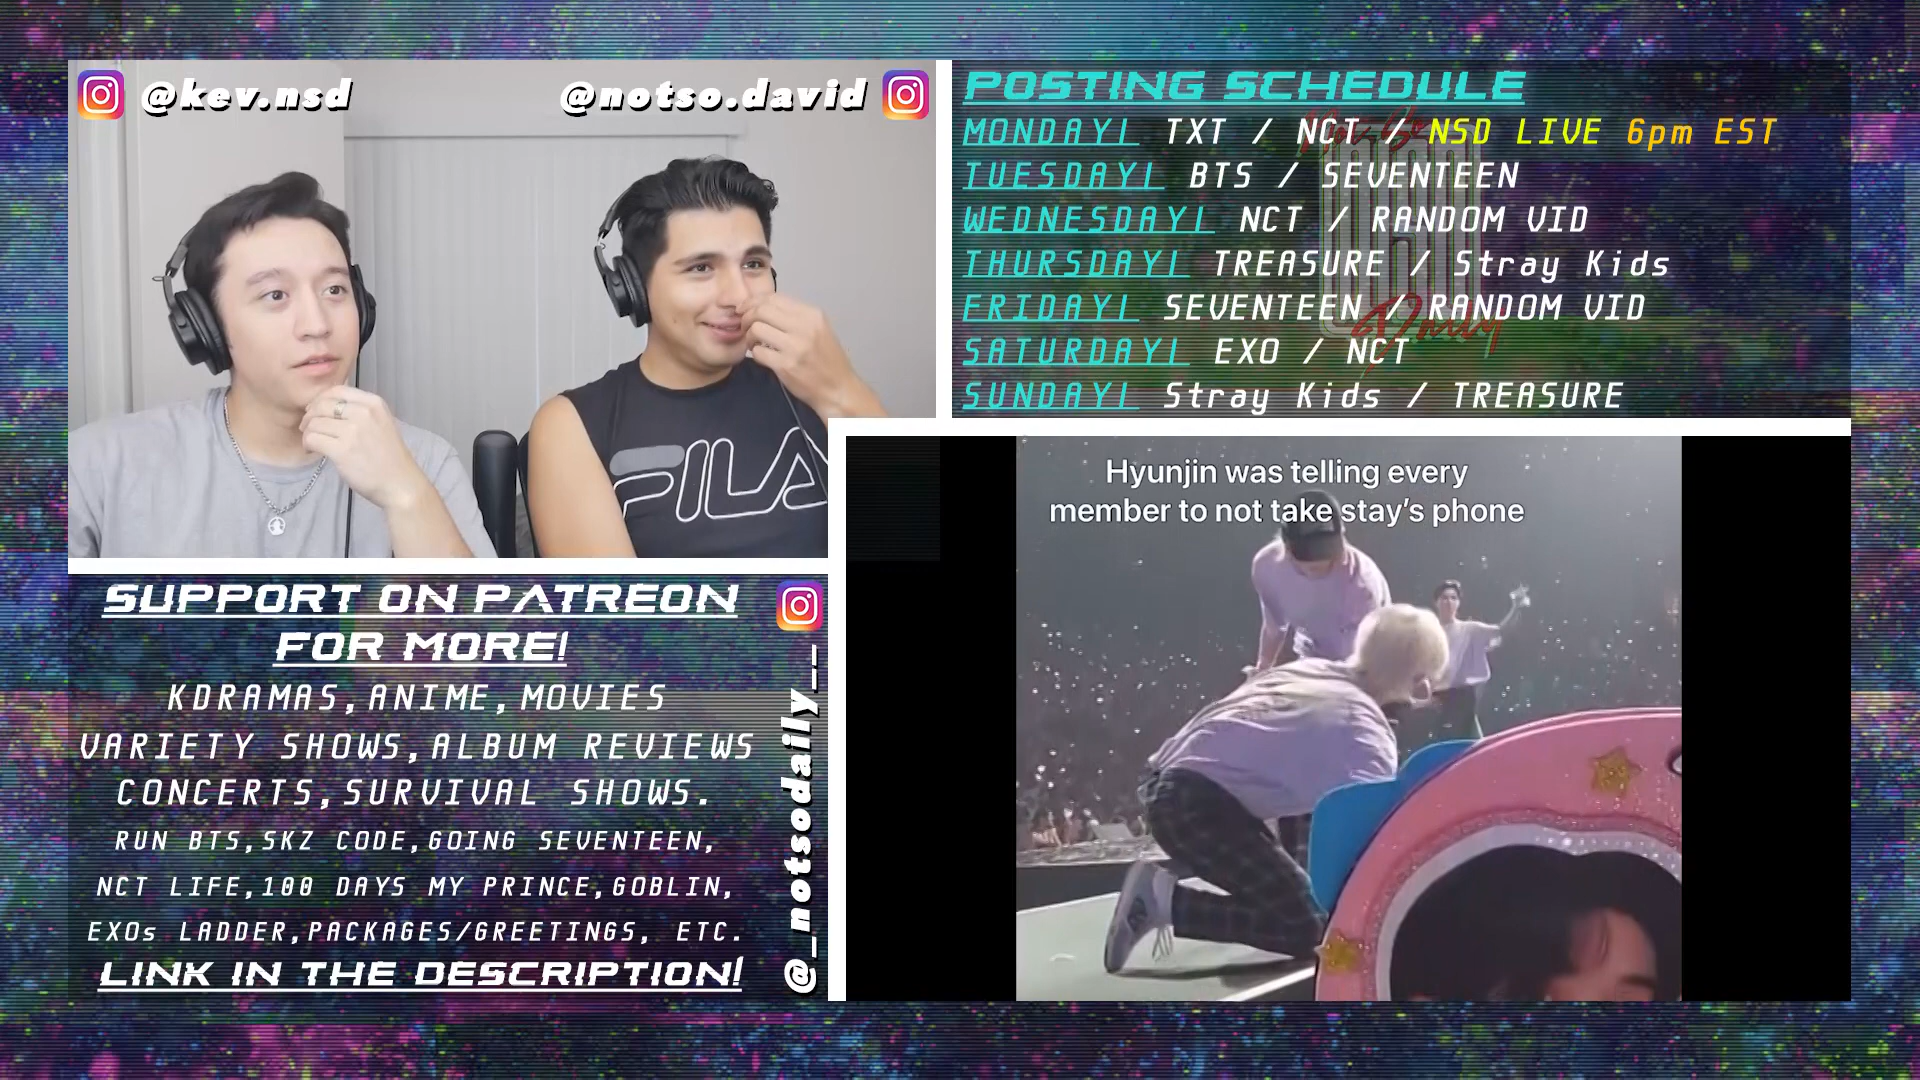 @kev.nsd
@notso.david
POSTING SCHEDULE
MONDAY| TXT / NCT / NSD LIVE 6pm EST
TUESDAY| BTS / SEVENTEEN
WEDNESDAY| NCT / RANDOM VID
THURSDAY| TREASURE / Stray Kids
FRIDAY| SEVENTEEN / RANDOM VID
SATURDAY| EXO / NCT
SUNDAY| Stray Kids / TREASURE
FILA
Hyunjin was telling every
member to not take stay's phone
SUPPORT ON PATREON
FOR MORE!
KDRAMAS,ANIME,MOVIES
VARIETY SHOWS,ALBUM REVIEWS
CONCERTS,SURVIVAL SHOWS.
RUN BTS,SKZ CODE,GOING SEVENTEEN,
NCT LIFE,100 DAYS MY PRINCE,GOBLIN,
EXOs LADDER,PACKAGES/GREETINGS, ETC.
LINK IN THE DESCRIPTION!
@_notsodaily__